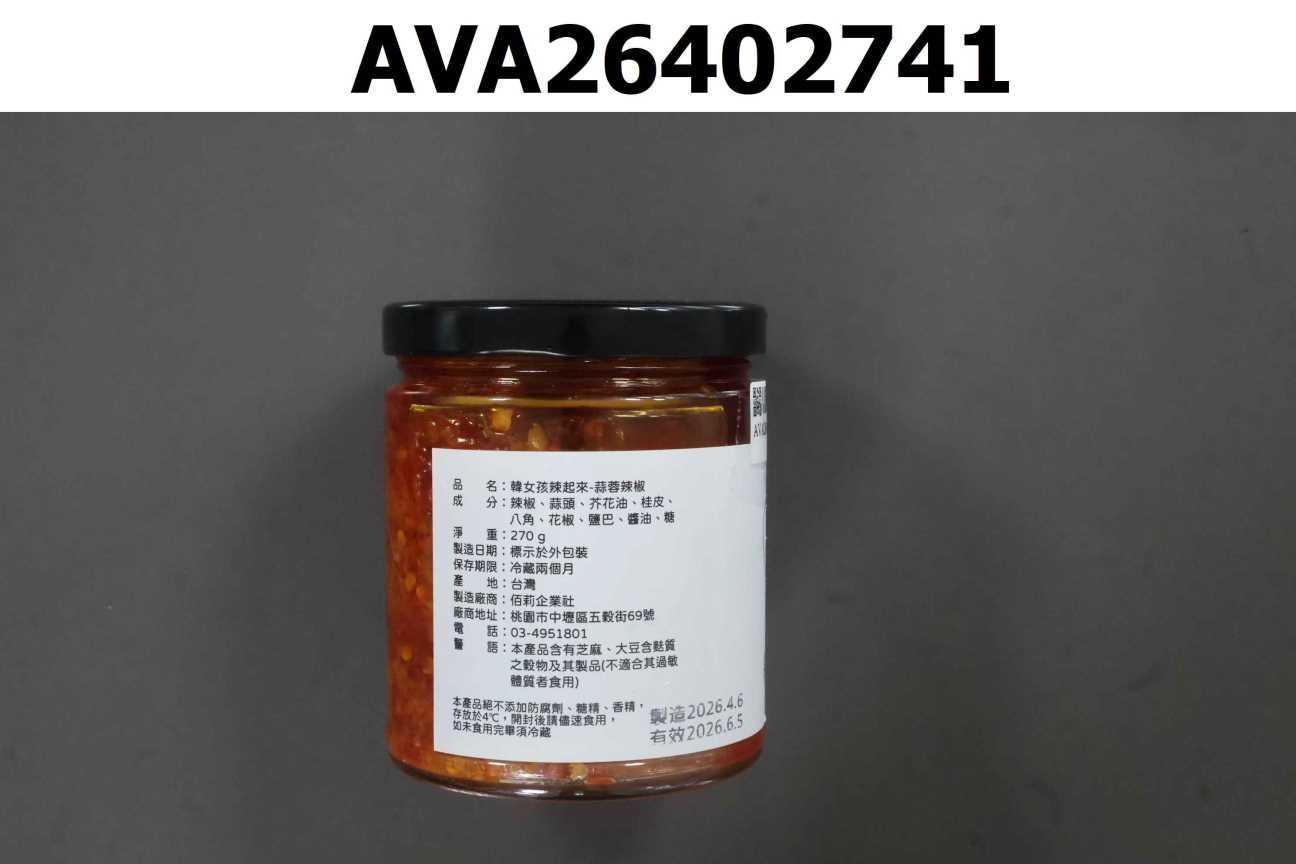 AVA26402741
品名：韓女孩辣起來-蒜蓉辣椒
成分：辣椒、蒜頭、芥花油、桂皮、
八角、花椒、鹽巴、醬油、糖
淨重：270 g
製造日期：標示於外包裝
保存期限：冷藏兩個月
產地：台灣
製造廠商：佰莉企業社
廠商地址：桃園市中壢區五穀街69號
電話：03-4951801
警語：本產品含有芝麻、大豆含麩質
之穀物及其製品(不適合其過敏
體質者食用)
本產品絕不添加防腐劑、糖精、香精，
存放於4℃，開封後請儘速食用，
如未食用完畢須冷藏
製造2026.4.6
有效2026.6.5